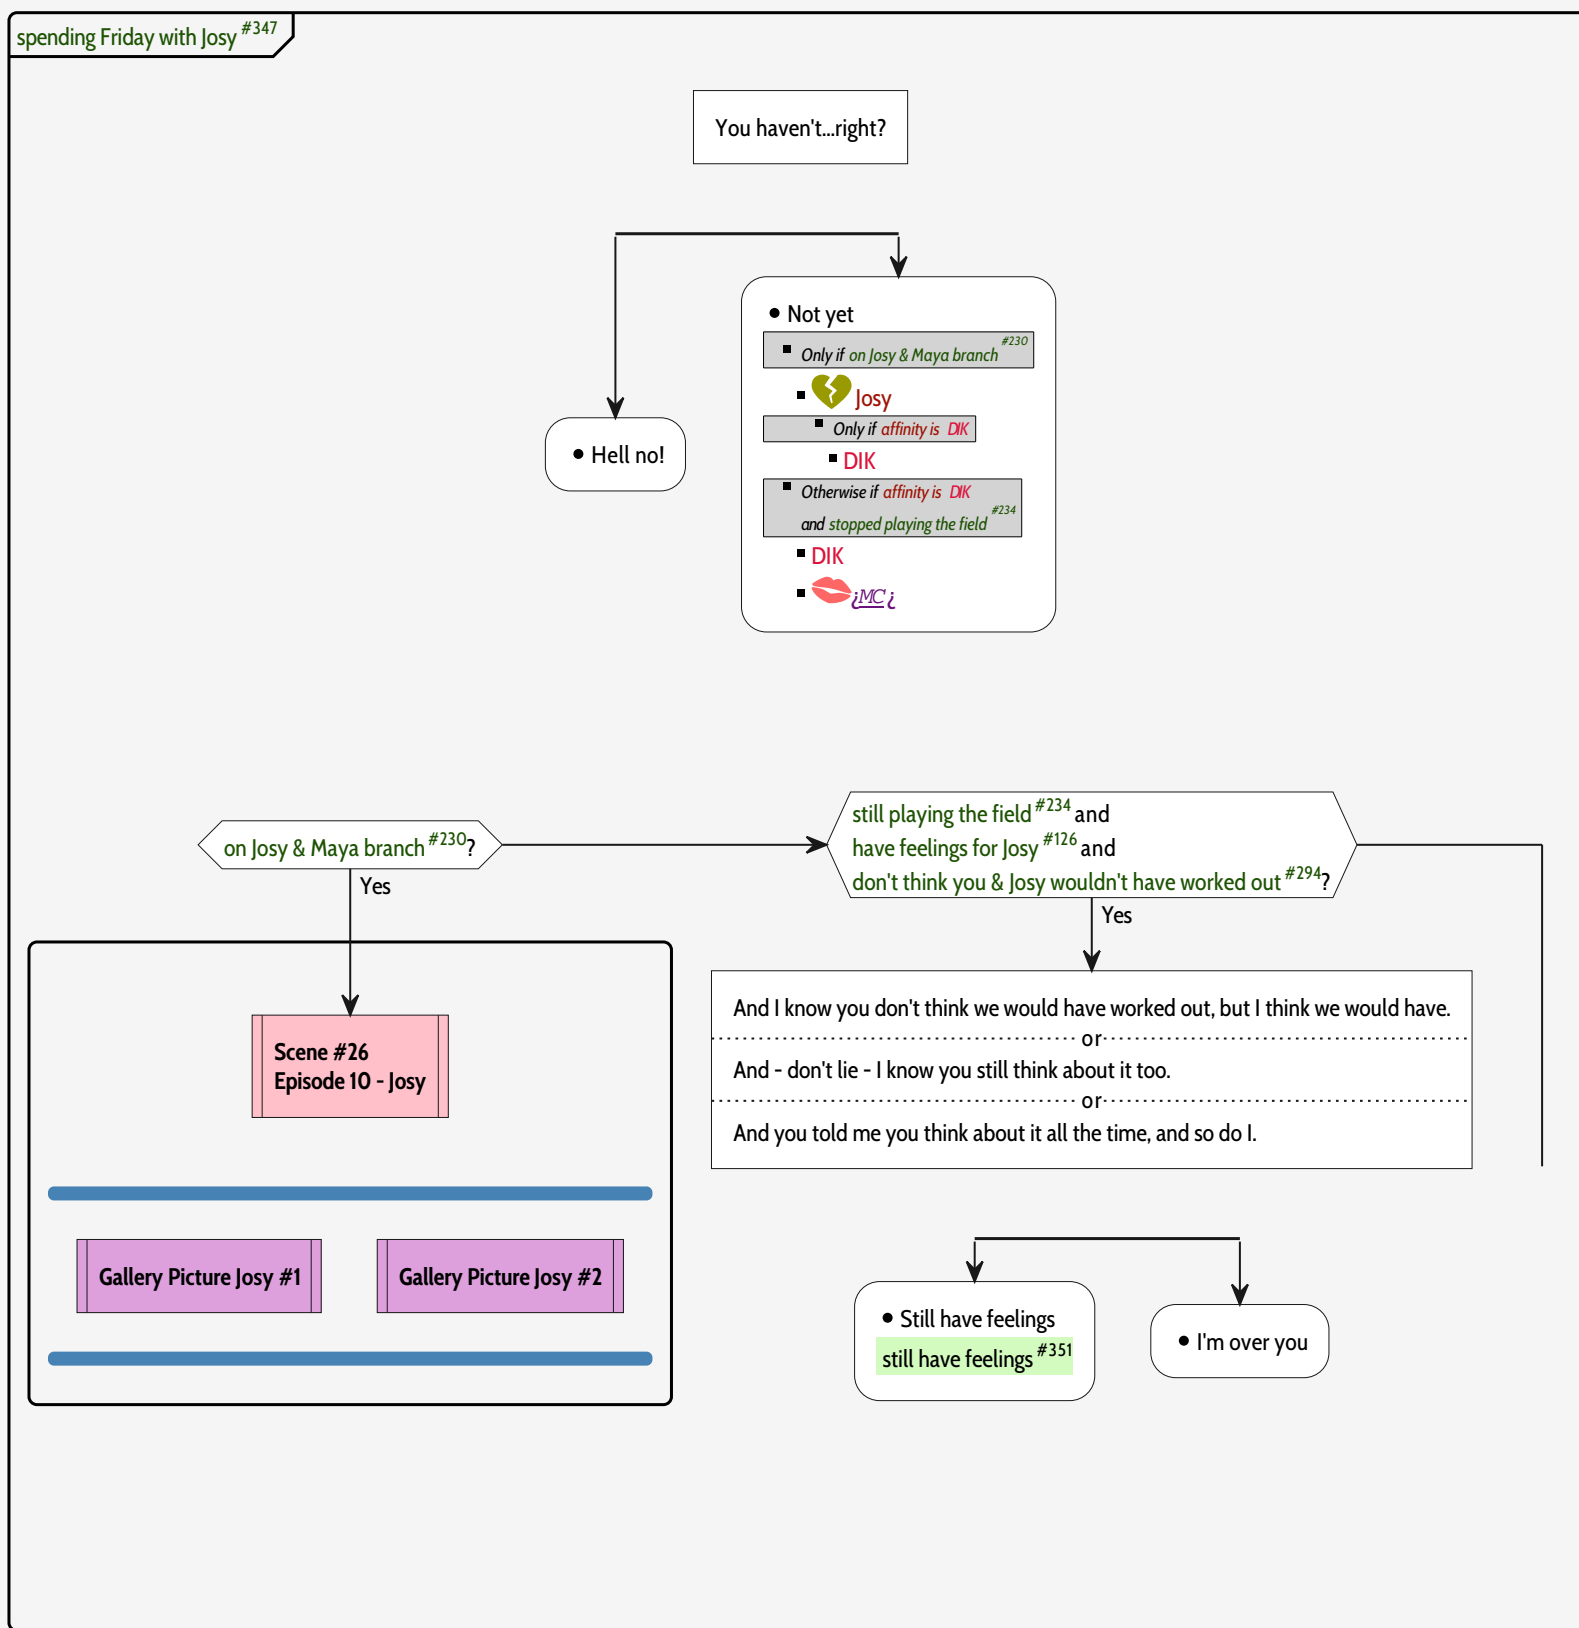 spending Friday with Josy #347
You haven't...right?
Not yet
Only if on Josy & Maya branch #230
Josy
Only if affinity is DIK
DIK
Otherwise if affinity is DIK
and stopped playing the field #234
DIK
¿MC¿
Hell no!
on Josy & Maya branch #230?
Yes
still playing the field #234 and
have feelings for Josy #126 and
don't think you & Josy wouldn't have worked out #294?
Yes
Scene #26
Episode 10 - Josy
Gallery Picture Josy #1
Gallery Picture Josy #2
And I know you don't think we would have worked out, but I think we would have.
or
And - don't lie - I know you still think about it too.
or
And you told me you think about it all the time, and so do I.
Still have feelings
still have feelings #351
I'm over you